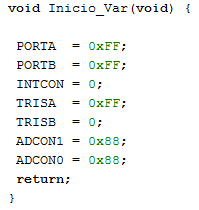 void Inicio_Var(void) {
PORTA = 0xFF;
PORTB = 0xFF;
INTCON = 0;
TRISA = 0xFF;
TRISB = 0;
ADCON1 = 0x88;
ADCON0 = 0x88;
return;
}